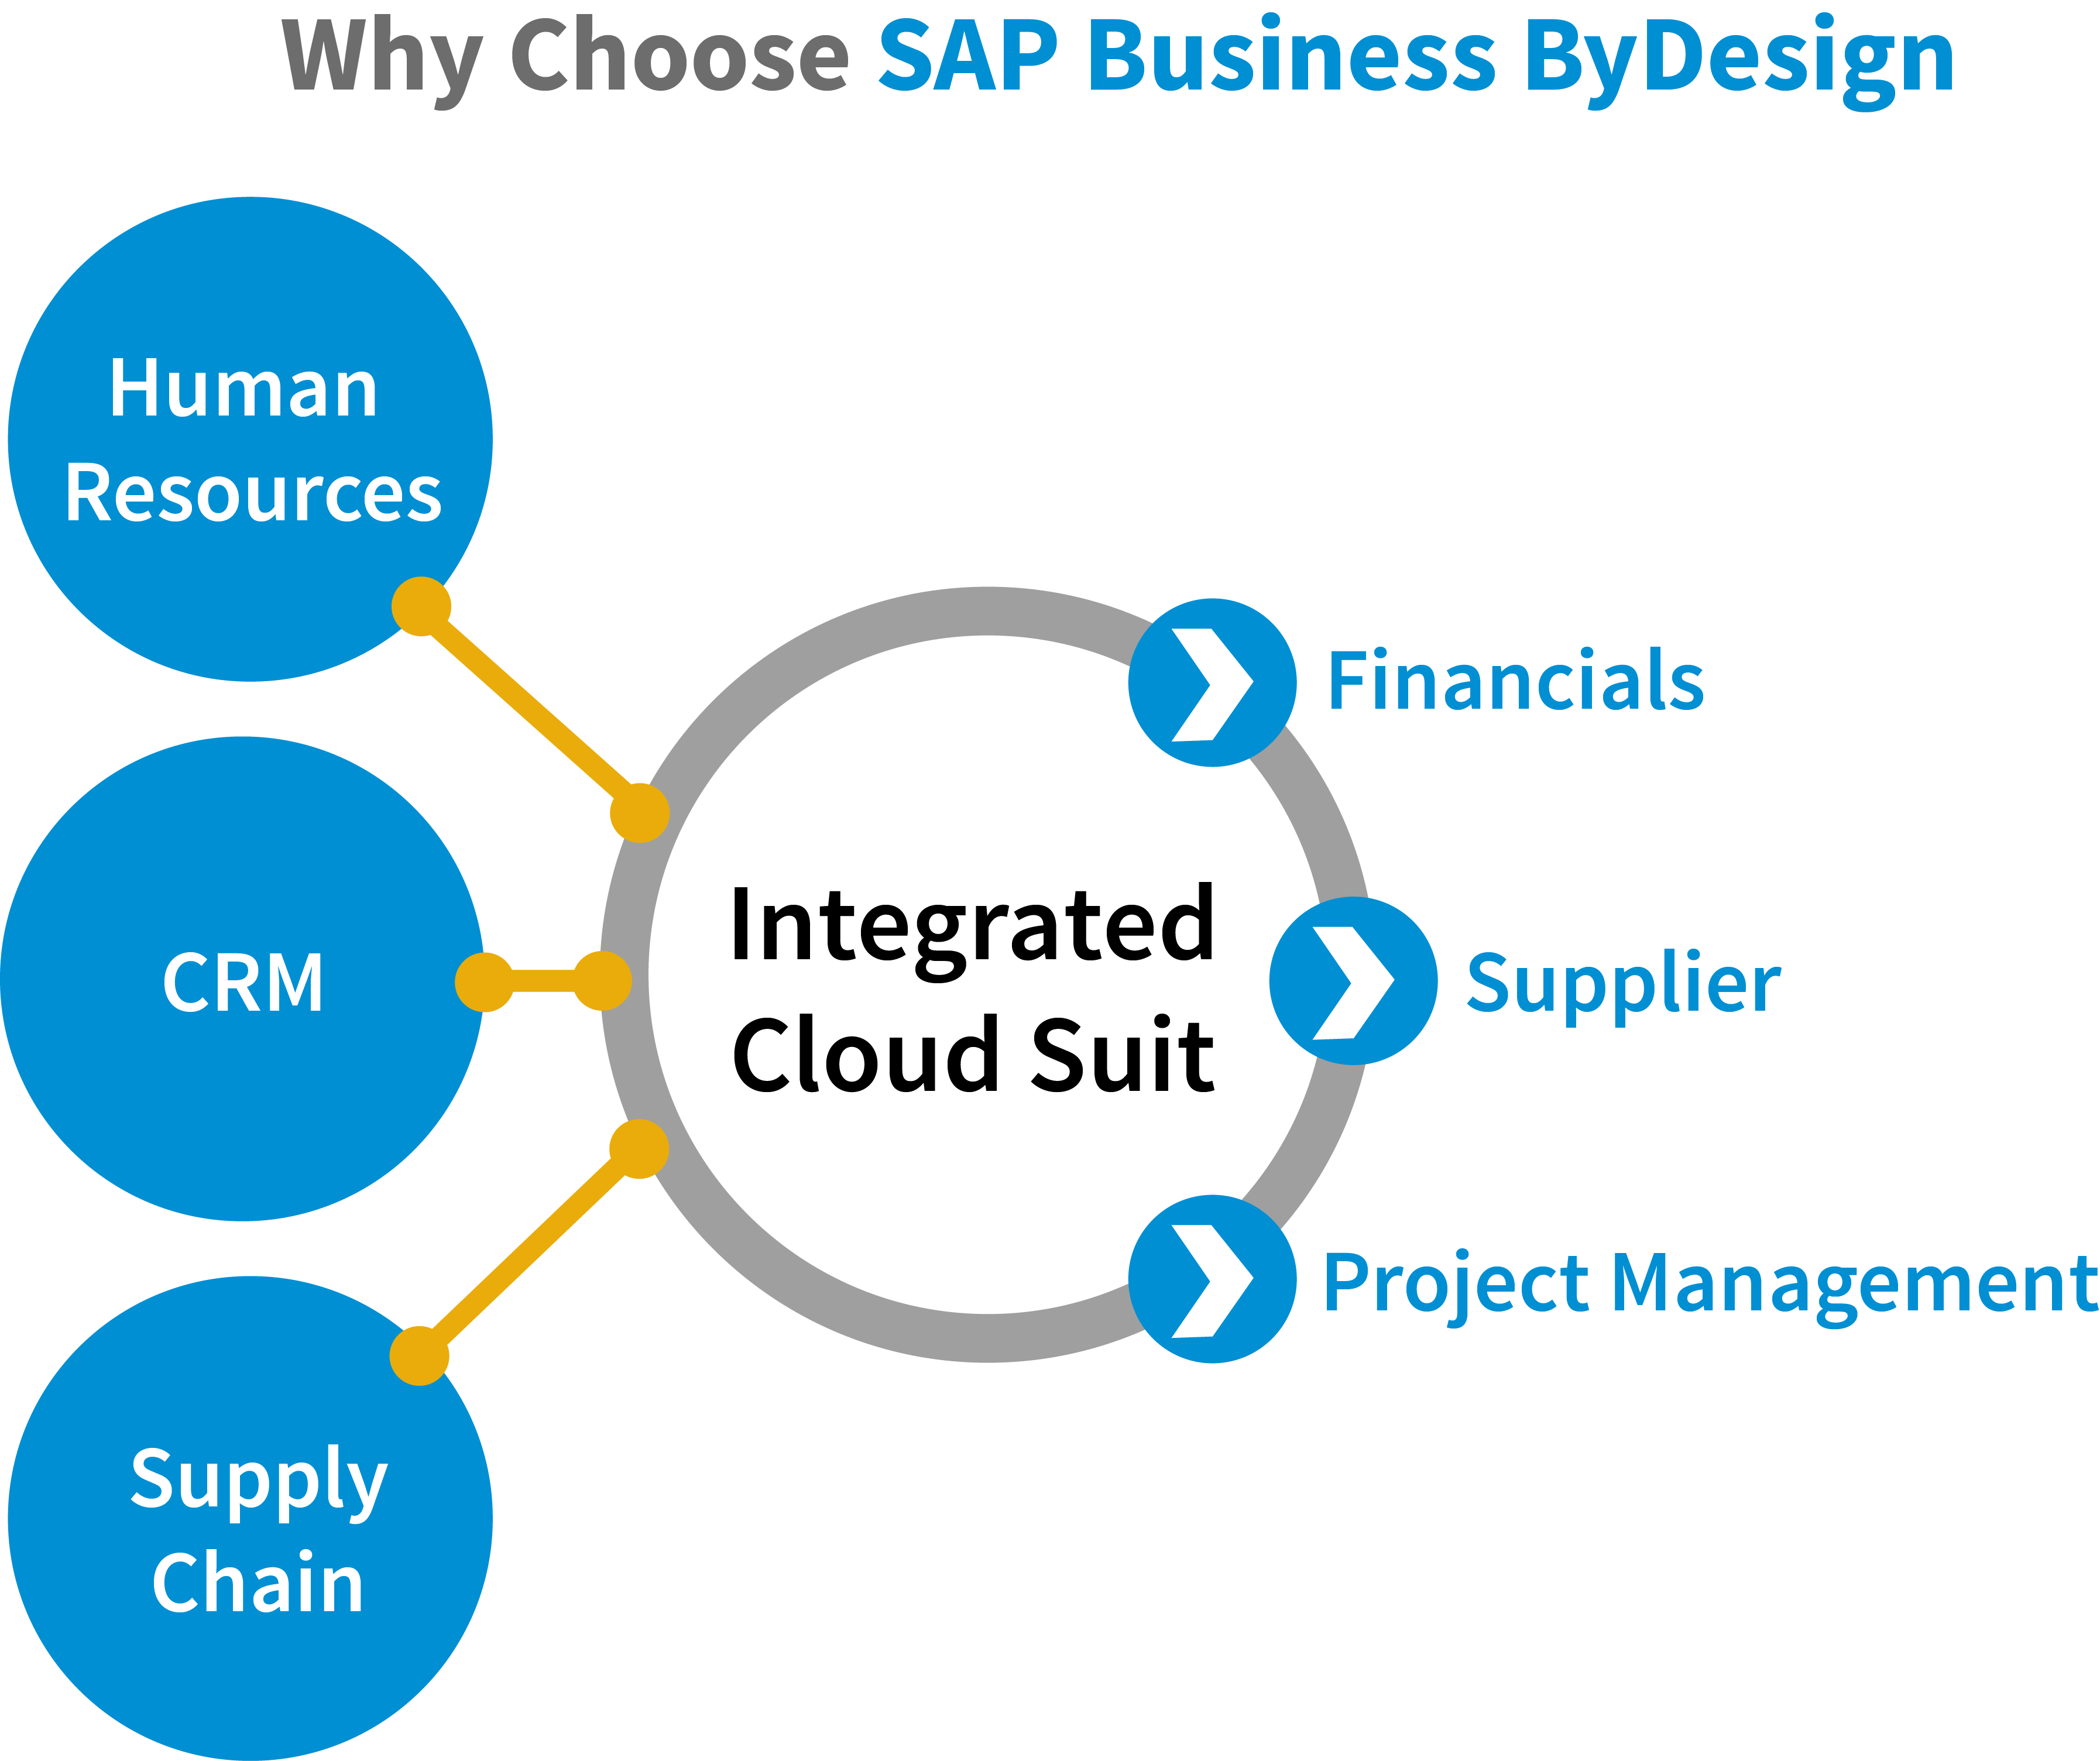 Why Choose SAP Business ByDesign
Human
Resources
CRM
Supply
Chain
Integrated
Cloud Suit
Financials
Supplier
Project Management